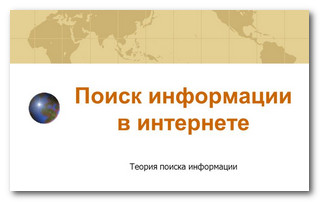 Поиск информации
в интернете
Теория поиска информации